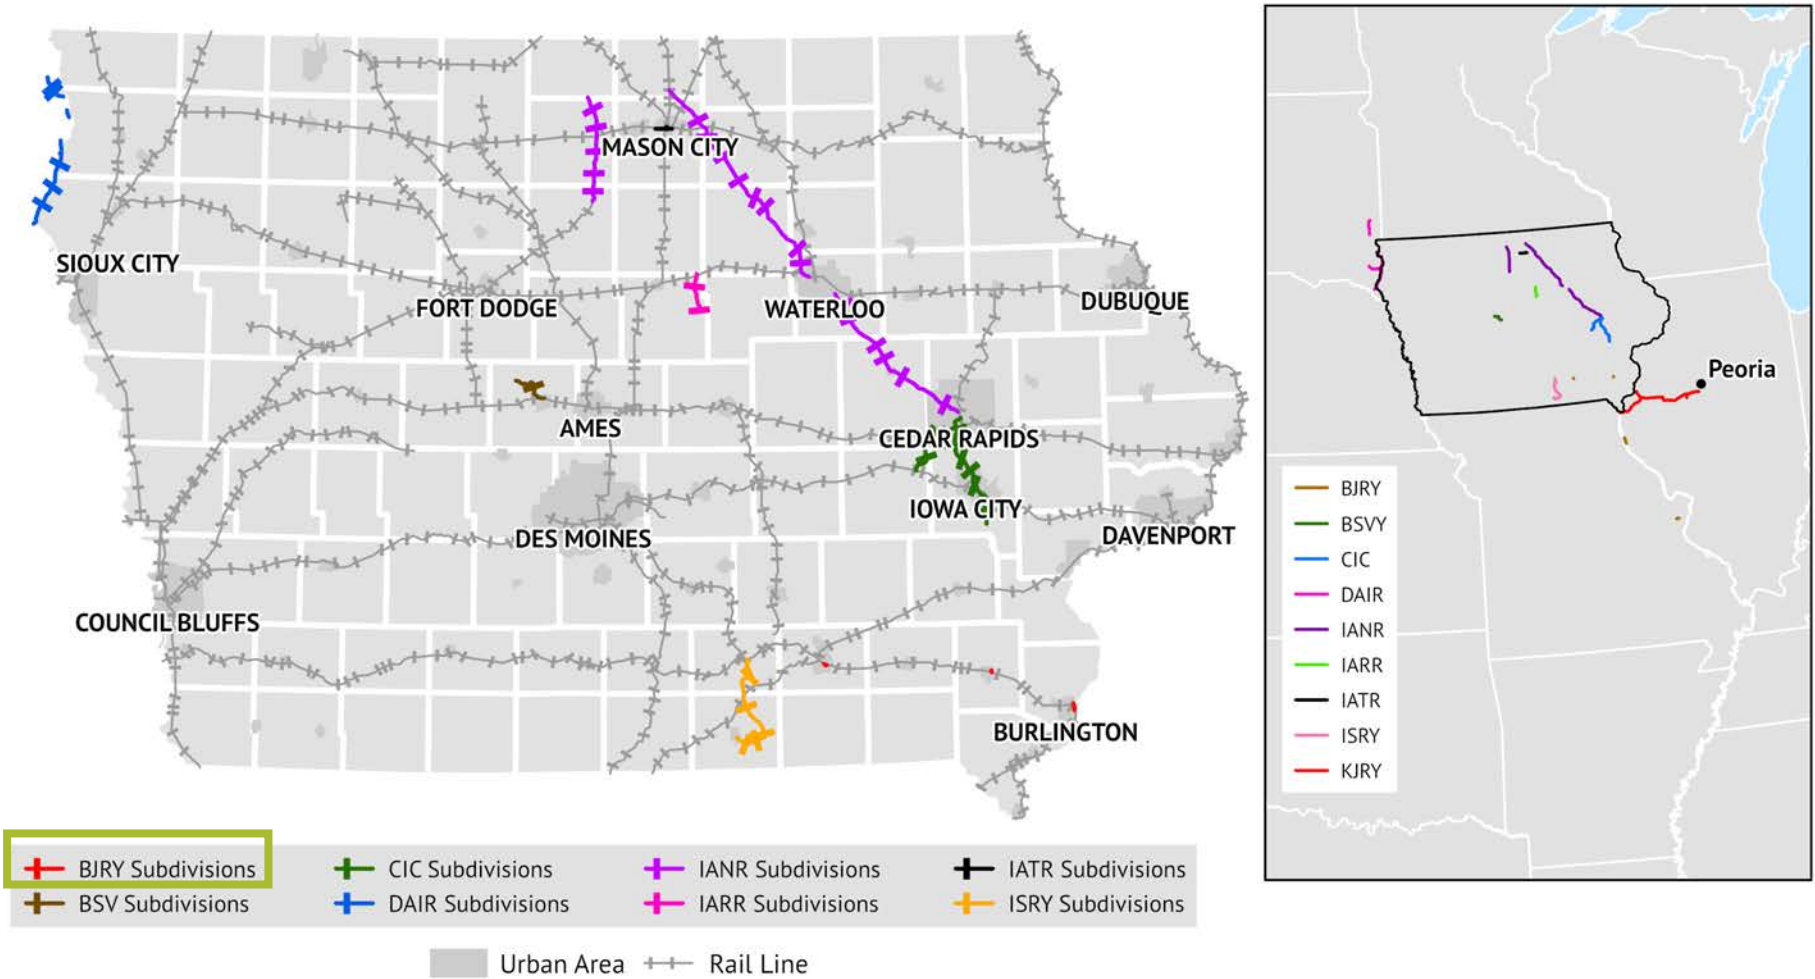 MASON CITY
SIOUX CITY
FORT DODGE
WATERLOO
DUBUQUE
AMES
CEDAR RAPIDS
IOWA CITY
DES MOINES
DAVENPORT
COUNCIL BLUFFS
BURLINGTON
BJRY Subdivisions
CIC Subdivisions
IANR Subdivisions
IATR Subdivisions
BSV Subdivisions
DAIR Subdivisions
IARR Subdivisions
ISRY Subdivisions
Urban Area
Rail Line
Peoria
BJRY
BSVY
CIC
DAIR
IANR
IARR
IATR
ISRY
KJRY